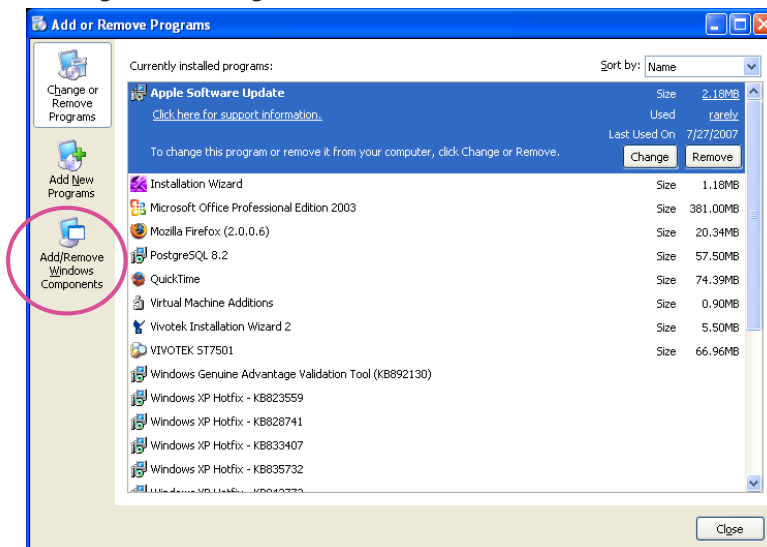 Add or Remove Programs
Change or
Remove
Programs
Add New
Programs
Add/Remove
Windows
Components
Currently installed programs:
Sort by: Name
Apple Software Update Size 2.18MB
Click here for support information. Used rarely
Last Used On 7/27/2007
To change this program or remove it from your computer, click Change or Remove. Change Remove
Installation Wizard Size 1.18MB
Microsoft Office Professional Edition 2003 Size 381.00MB
Mozilla Firefox (2.0.0.6) Size 20.34MB
PostgreSQL 8.2 Size 57.50MB
QuickTime Size 74.39MB
Virtual Machine Additions Size 0.90MB
Vivotek Installation Wizard 2 Size 5.50MB
VIVOTEK ST7501 Size 66.96MB
Windows Genuine Advantage Validation Tool (KB892130)
Windows XP Hotfix - KB823559
Windows XP Hotfix - KB828741
Windows XP Hotfix - KB833407
Windows XP Hotfix - KB835732
Windows XP Hotfix
Close